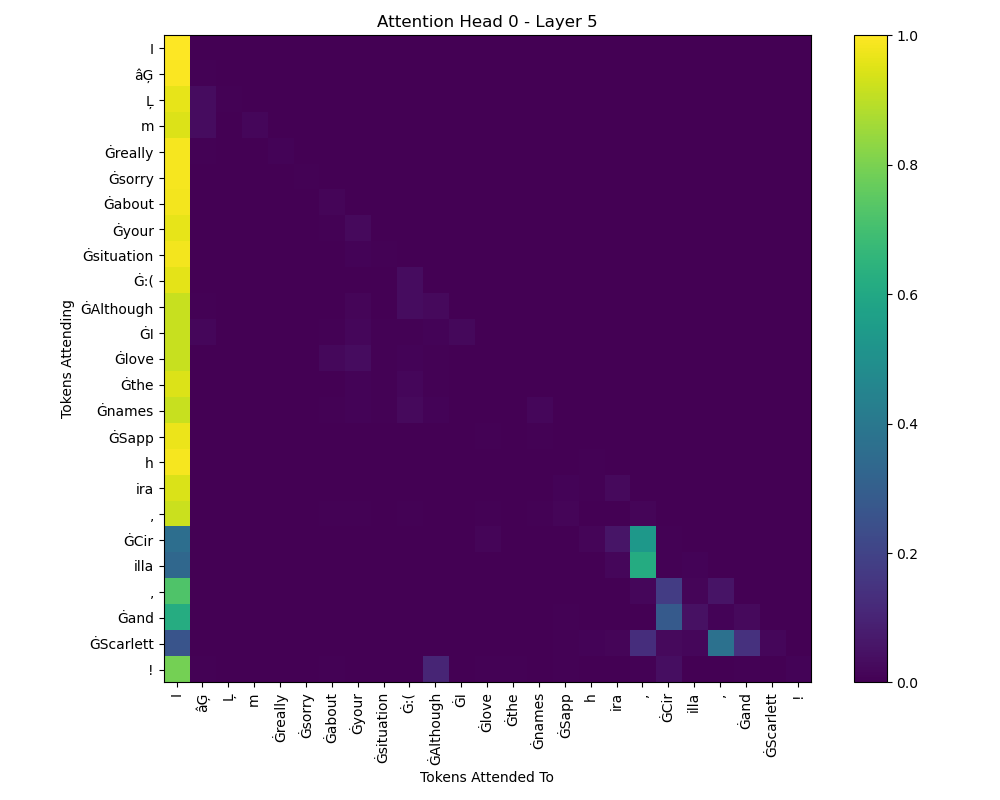 Attention Head 0 - Layer 5
Tokens Attending
I
âĢ
Ļ
m
Ġreally
Ġsorry
Ġabout
Ġyour
Ġsituation
Ġ:(
ĠAlthough
ĠI
Ġlove
Ġthe
Ġnames
ĠSapp
h
ira
,
ĠCir
illa
,
Ġand
ĠScarlett
!
I
âĢ
Ļ
m
Ġreally
Ġsorry
Ġabout
Ġyour
Ġsituation
Ġ:(
ĠAlthough
ĠI
Ġlove
Ġthe
Ġnames
ĠSapp
h
ira
,
ĠCir
illa
,
Ġand
ĠScarlett
!
Tokens Attended To
1.0
0.8
0.6
0.4
0.2
0.0